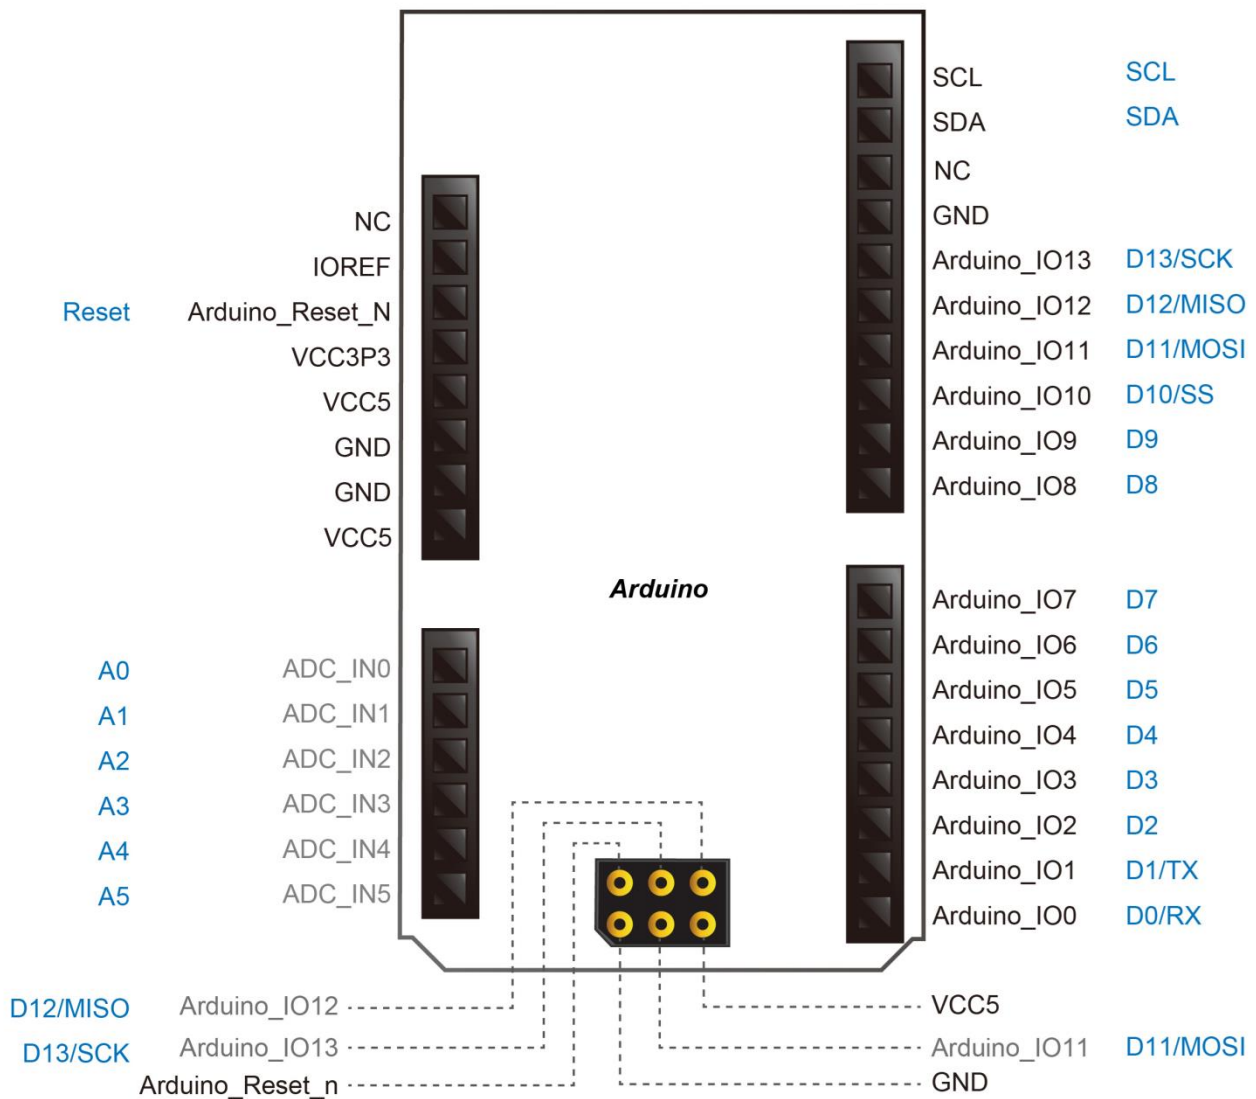 SCL SCL
SDA SDA
NC
GND
Arduino_IO13 D13/SCK
Arduino_IO12 D12/MISO
Arduino_IO11 D11/MOSI
Arduino_IO10 D10/SS
Arduino_IO9 D9
Arduino_IO8 D8
NC
IOREF
Reset Arduino_Reset_N
VCC3P3
VCC5
GND
GND
VCC5
Arduino
Arduino_IO7 D7
Arduino_IO6 D6
Arduino_IO5 D5
Arduino_IO4 D4
Arduino_IO3 D3
Arduino_IO2 D2
Arduino_IO1 D1/TX
Arduino_IO0 D0/RX
A0 ADC_IN0
A1 ADC_IN1
A2 ADC_IN2
A3 ADC_IN3
A4 ADC_IN4
A5 ADC_IN5
D12/MISO Arduino_IO12
D13/SCK Arduino_IO13
Arduino_Reset_n
VCC5
Arduino_IO11 D11/MOSI
GND